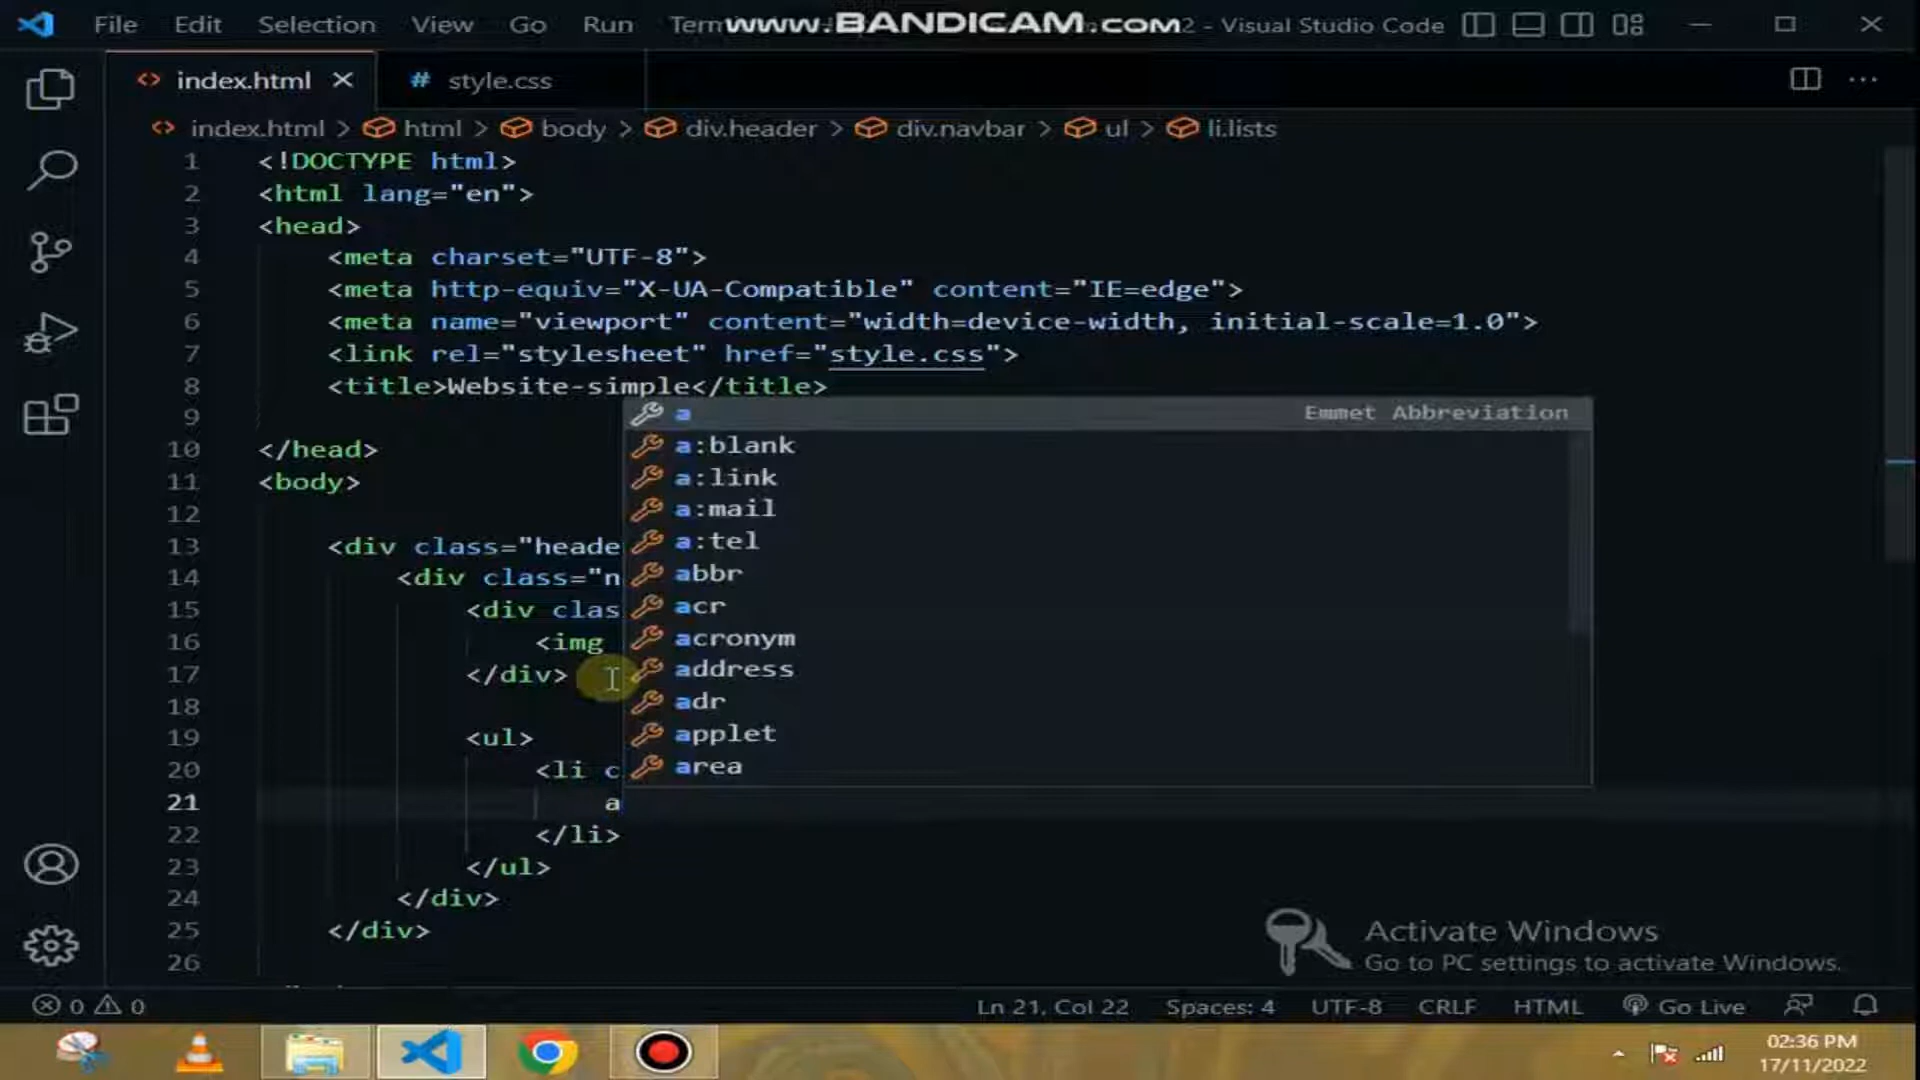 File Edit Selection View Go Run Term www.BANDICAM.com 2 - Visual Studio Code
index.html style.css
index.html > html > body > div.header > div.navbar > ul > li.lists
1 <!DOCTYPE html>
2 <html lang="en">
3 <head>
4 <meta charset="UTF-8">
5 <meta http-equiv="X-UA-Compatible" content="IE=edge">
6 <meta name="viewport" content="width=device-width, initial-scale=1.0">
7 <link rel="stylesheet" href="style.css">
8 <title>Website-simple</title>
9
10 </head>
11 <body>
12
13 <div class="heade
14 <div class="n
15 <div clas
16 <img
17 </div>
18
19 <ul>
20 <li c
21 a
22 </li>
23 </ul>
24 </div>
25 </div>
26
a Emmet Abbreviation
a:blank
a:link
a:mail
a:tel
abbr
acr
acronym
address
adr
applet
area
Activate Windows
Go to PC settings to activate Windows.
0 0 Ln 21, Col 22 Spaces: 4 UTF-8 CRLF HTML Go Live
02:36 PM
17/11/2022